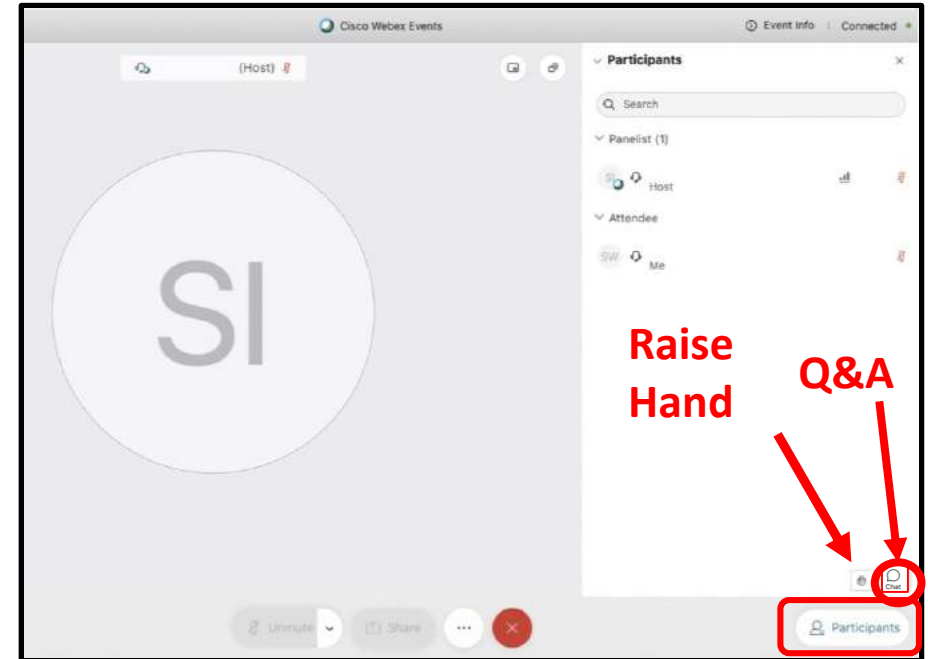 Cisco Webex Events
Event Info
Connected
(Host)
Participants
Search
Panelist (1)
SI
Host
Attendee
SW
Me
SI
Raise
Hand
Q&A
Chat
Unmute
Share
Participants